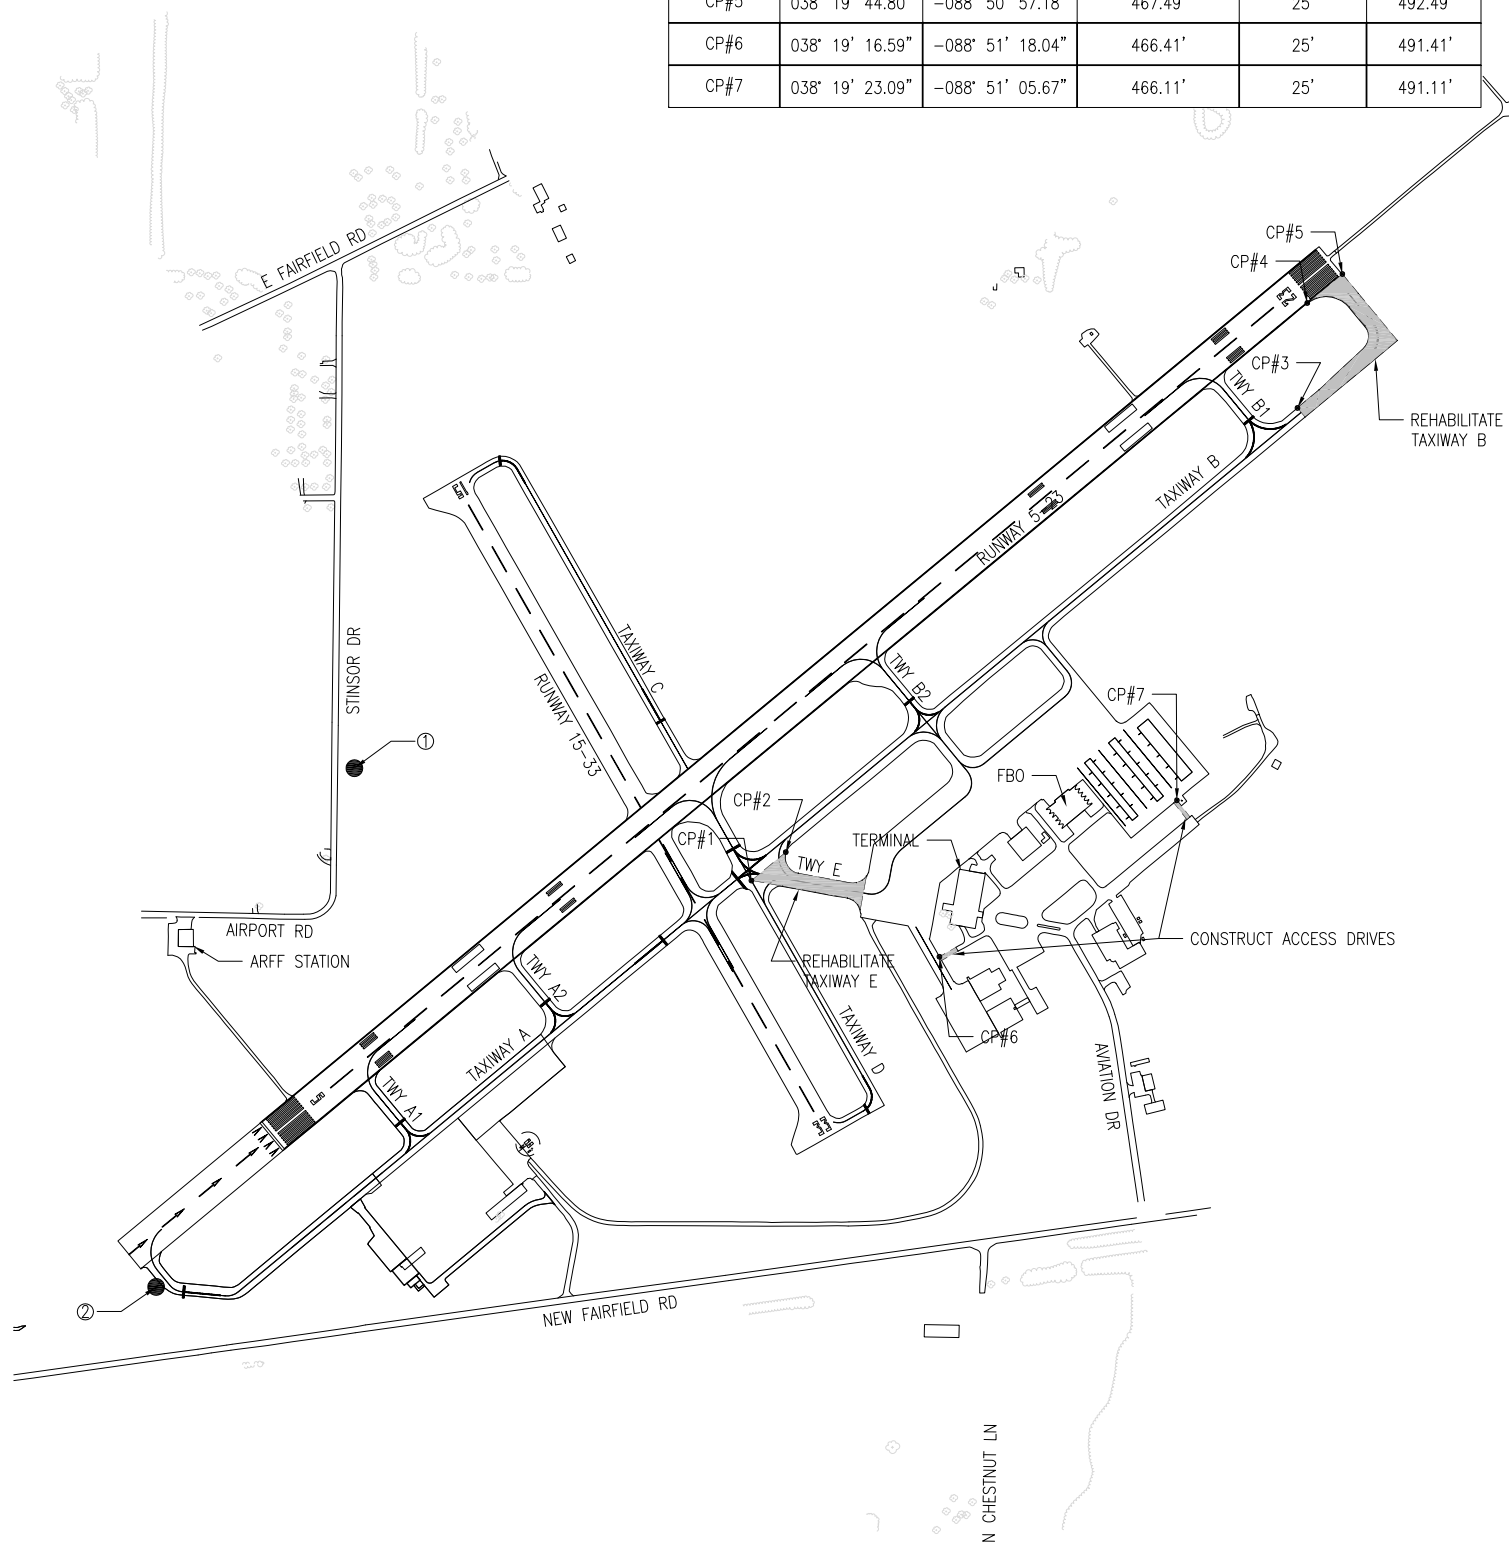 CP#5 038° 19' 44.80" -088° 50' 57.18" 467.49' 25' 492.49'
CP#6 038° 19' 16.59" -088° 51' 18.04" 466.41' 25' 491.41'
CP#7 038° 19' 23.09" -088° 51' 05.67" 466.11' 25' 491.11'
E FAIRFIELD RD
CP#5
CP#4
23
CP#3
TWY B1
REHABILITATE
TAXIWAY B
15
TAXIWAY B
RUNWAY 5-23
STINSOR DR
TAXIWAY C
RUNWAY 15-33
TWY B2
CP#7
1
FBO
CP#2
CP#1
TERMINAL
TWY E
AIRPORT RD
ARFF STATION
CONSTRUCT ACCESS DRIVES
REHABILITATE
TAXIWAY E
TWY A2
TAXIWAY A
TAXIWAY D
CP#6
AVIATION DR
5
TWY A1
33
2
NEW FAIRFIELD RD
N CHESTNUT LN